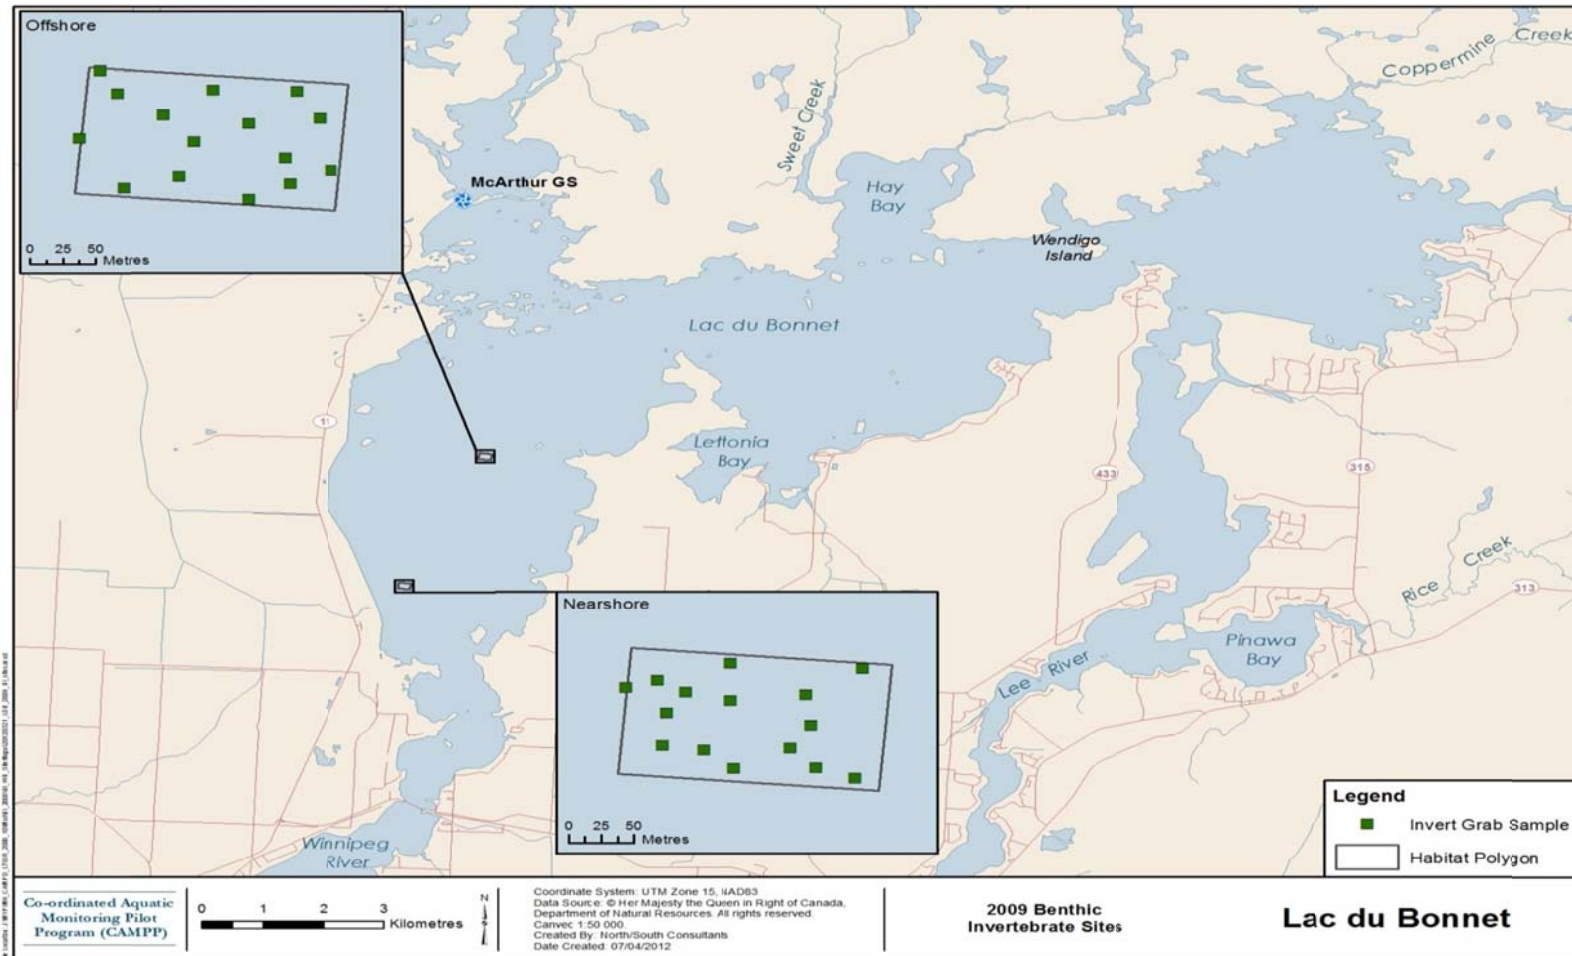 Offshore
0 25 50
Metres
McArthur GS
Sweet Creek
Coppermine Creek
Hay
Bay
Wendigo
Island
Lac du Bonnet
11
Lettonia
Bay
433
315
Rice Creek
313
Nearshore
0 25 50
Metres
Pinawa
Bay
Lee River
Winnipeg
River
Legend
Invert Grab Sample
Habitat Polygon
Co-ordinated Aquatic
Monitoring Pilot
Program (CAMPP)
0 1 2 3
Kilometres
N
Coordinate System: UTM Zone 15, NAD83
Data Source: © Her Majesty the Queen in Right of Canada,
Department of Natural Resources. All rights reserved.
Canvec 1:50 000.
Created By: North/South Consultants
Date Created: 07/04/2012
2009 Benthic
Invertebrate Sites
Lac du Bonnet